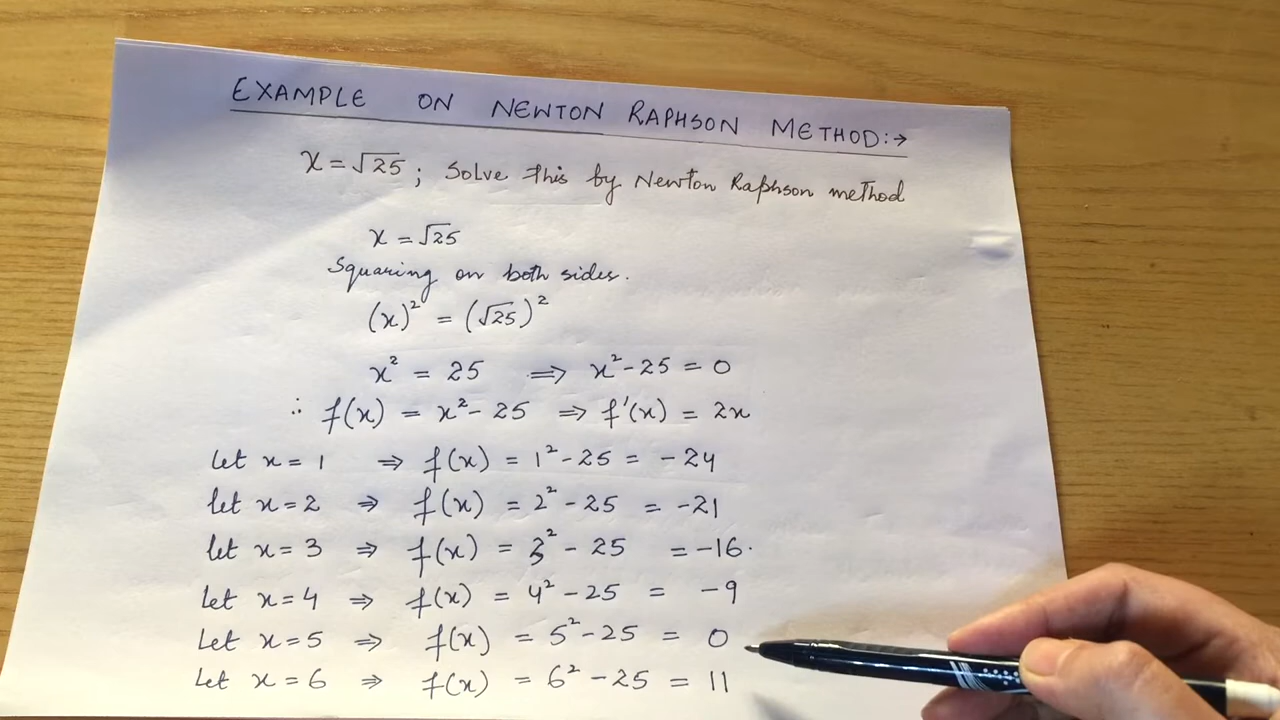 EXAMPLE ON NEWTON RAPHSON METHOD:→
x = √25 ; Solve this by Newton Raphson method
x = √25
Squaring on both sides.
(x)² = (√25)²
x² = 25 ⟹ x² - 25 = 0
∴ f(x) = x² - 25 ⟹ f'(x) = 2x
Let x = 1 ⟹ f(x) = 1² - 25 = -24
let x = 2 ⟹ f(x) = 2² - 25 = -21
let x = 3 ⟹ f(x) = 3² - 25 = -16.
Let x = 4 ⟹ f(x) = 4² - 25 = -9
Let x = 5 ⟹ f(x) = 5² - 25 = 0
Let x = 6 ⟹ f(x) = 6² - 25 = 11